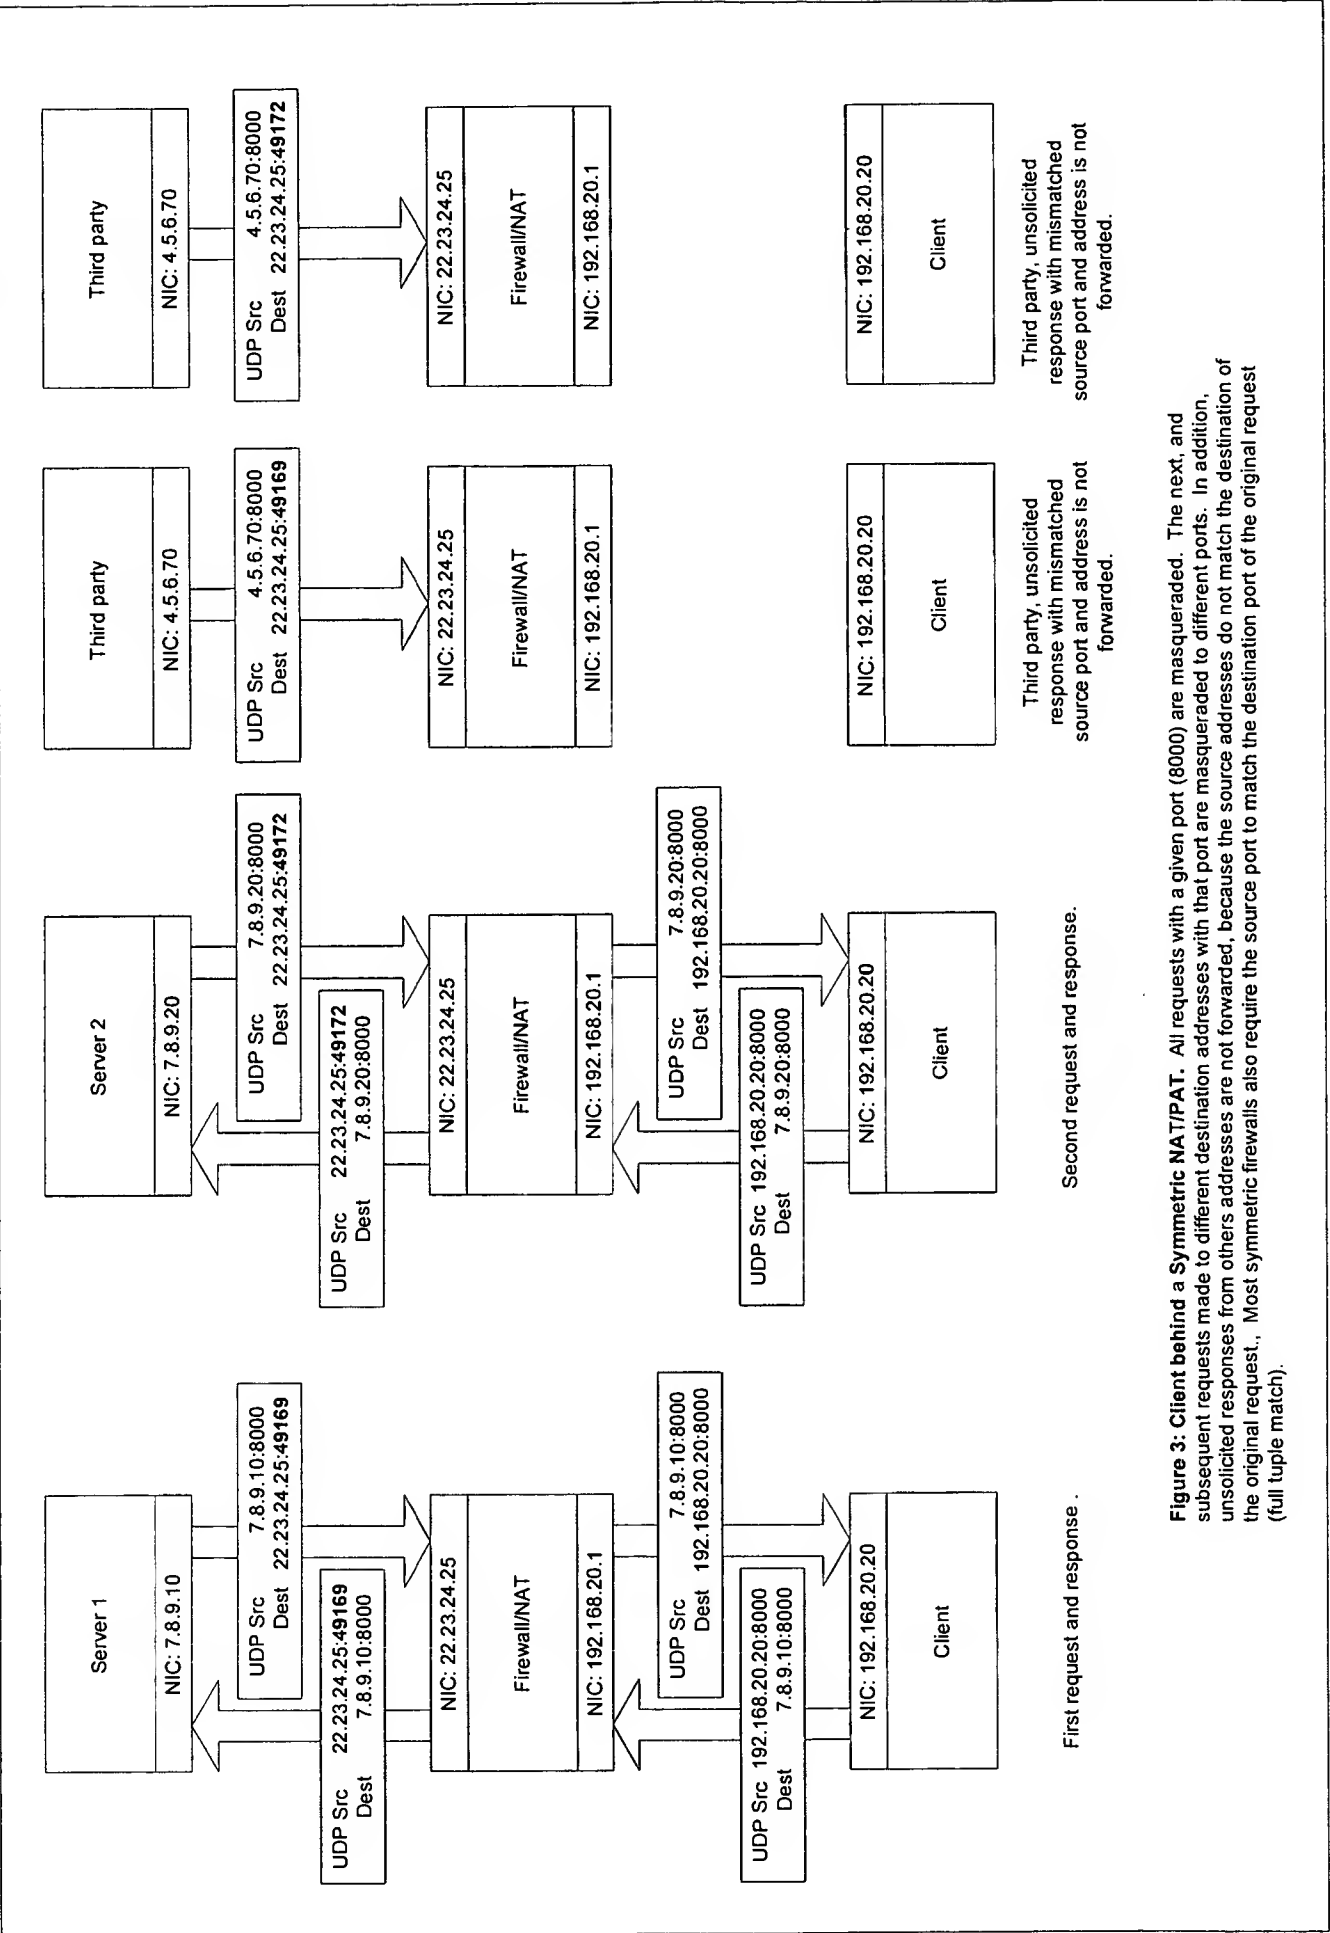 Server 1
NIC: 7.8.9.10
UDP Src 7.8.9.10:8000
Dest 22.23.24.25:49169
UDP Src 22.23.24.25:49169
Dest 7.8.9.10:8000
NIC: 22.23.24.25
Firewall/NAT
NIC: 192.168.20.1
UDP Src 7.8.9.10:8000
Dest 192.168.20.20:8000
UDP Src 192.168.20.20:8000
Dest 7.8.9.10:8000
NIC: 192.168.20.20
Client
First request and response .
Server 2
NIC: 7.8.9.20
UDP Src 7.8.9.20:8000
Dest 22.23.24.25:49172
UDP Src 22.23.24.25:49172
Dest 7.8.9.20:8000
NIC: 22.23.24.25
Firewall/NAT
NIC: 192.168.20.1
UDP Src 7.8.9.20:8000
Dest 192.168.20.20:8000
UDP Src 192.168.20.20:8000
Dest 7.8.9.20:8000
NIC: 192.168.20.20
Client
Second request and response.
Third party
NIC: 4.5.6.70
UDP Src 4.5.6.70:8000
Dest 22.23.24.25:49169
NIC: 22.23.24.25
Firewall/NAT
NIC: 192.168.20.1
NIC: 192.168.20.20
Client
Third party, unsolicited
response with mismatched
source port and address is not
forwarded.
Third party
NIC: 4.5.6.70
UDP Src 4.5.6.70:8000
Dest 22.23.24.25:49172
NIC: 22.23.24.25
Firewall/NAT
NIC: 192.168.20.1
NIC: 192.168.20.20
Client
Third party, unsolicited
response with mismatched
source port and address is not
forwarded.
Figure 3: Client behind a Symmetric NAT/PAT. All requests with a given port (8000) are masqueraded. The next, and
subsequent requests made to different destination addresses with that port are masqueraded to different ports. In addition,
unsolicited responses from others addresses are not forwarded, because the source addresses do not match the destination of
the original request., Most symmetric firewalls also require the source port to match the destination port of the original request
(full tuple match).